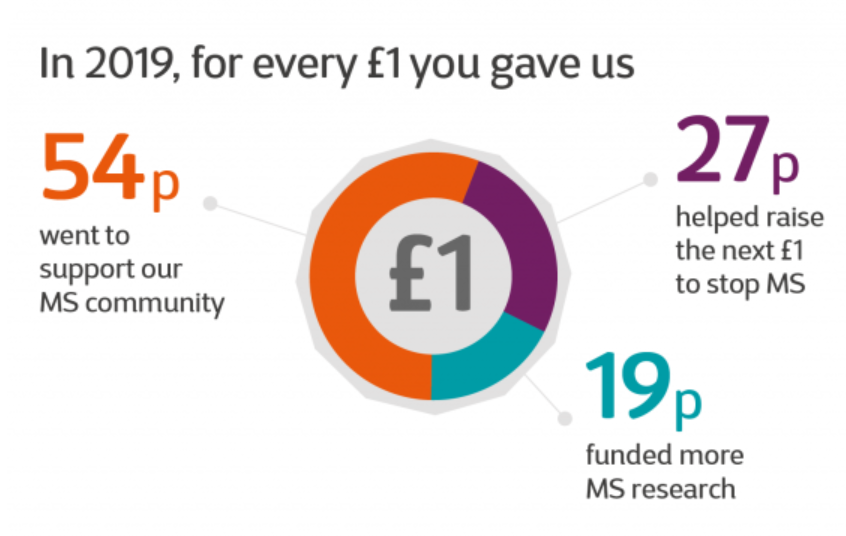 In 2019, for every £1 you gave us
54p
went to
support our
MS community
£1
27p
helped raise
the next £1
to stop MS
19p
funded more
MS research